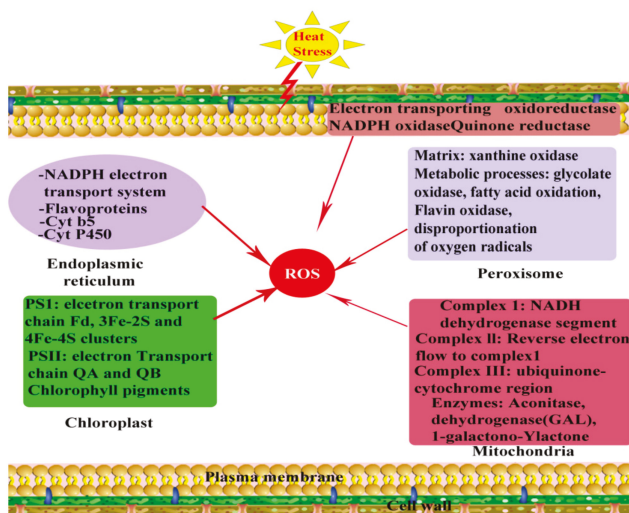 Heat
Stress
Electron transporting oxidoreductase
NADPH oxidaseQuinone reductase
-NADPH electron
transport system
-Flavoproteins
-Cyt b5
-Cyt P450
Endoplasmic
reticulum
Matrix: xanthine oxidase
Metabolic processes: glycolate
oxidase, fatty acid oxidation,
Flavin oxidase,
disproportionation
of oxygen radicals
Peroxisome
ROS
PS1: elcetron transport
chain Fd, 3Fe-2S and
4Fe-4S clusters
PSII: electron Transport
chain QA and QB
Chlorophyll pigments
Chloroplast
Complex 1: NADH
dehydrogenase segment
Complex ll: Reverse electron
flow to complex1
Complex III: ubiquinone-
cytochrome region
Enzymes: Aconitase,
dehydrogenase(GAL),
1-galactono-Ylactone
Mitochondria
Plasma membrane
Cell wall